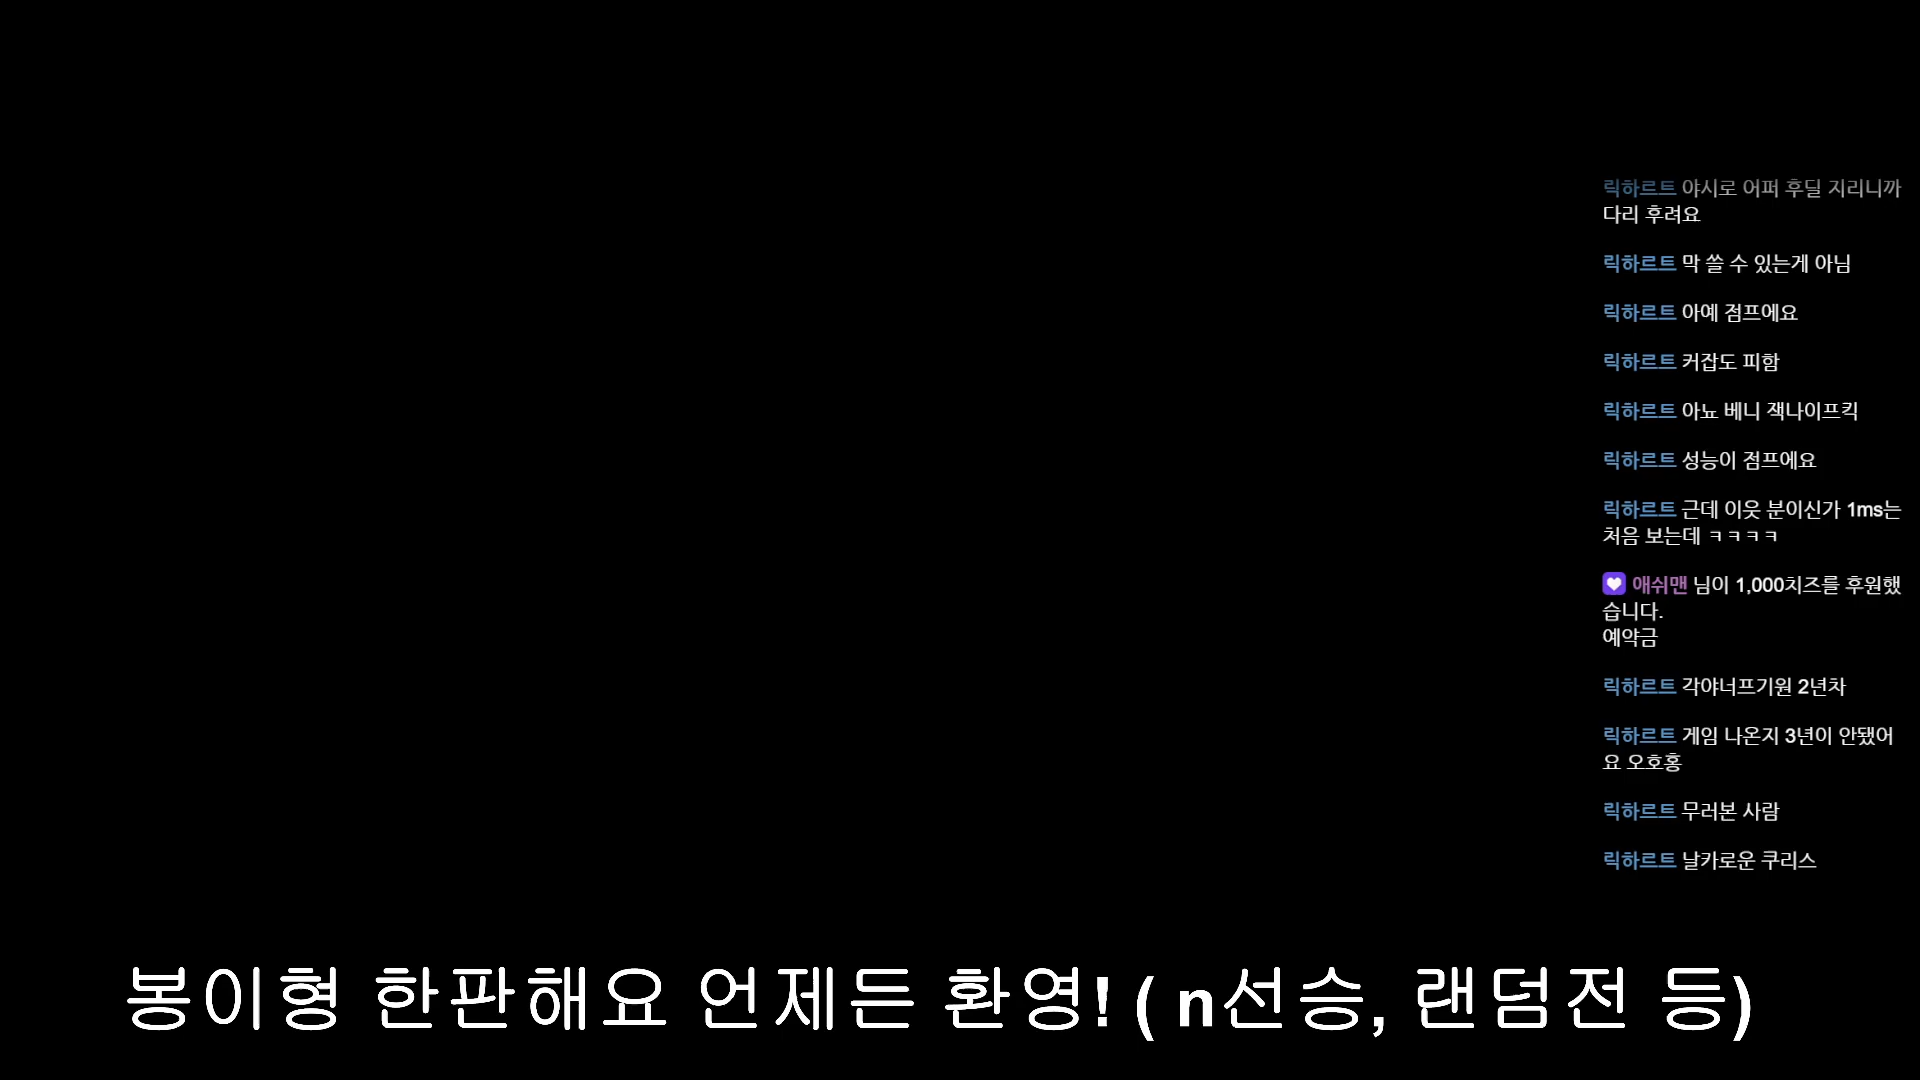 릭하르트 야시로 어퍼 후딜 지리니까
다리 후려요
릭하르트 막 쓸 수 있는게 아님
릭하르트 아예 점프에요
릭하르트 커잡도 피함
릭하르트 아뇨 베니 잭나이프킥
릭하르트 성능이 점프에요
릭하르트 근데 이웃 분이신가 1ms는
처음 보는데 ㅋㅋㅋㅋ
애쉬맨 님이 1,000치즈를 후원했
습니다.
예약금
릭하르트 각야너프기원 2년차
릭하르트 게임 나온지 3년이 안됐어
요 오호홍
릭하르트 무러본 사람
릭하르트 날카로운 쿠리스
봉이형 한판해요 언제든 환영! ( n선승, 랜덤전 등)